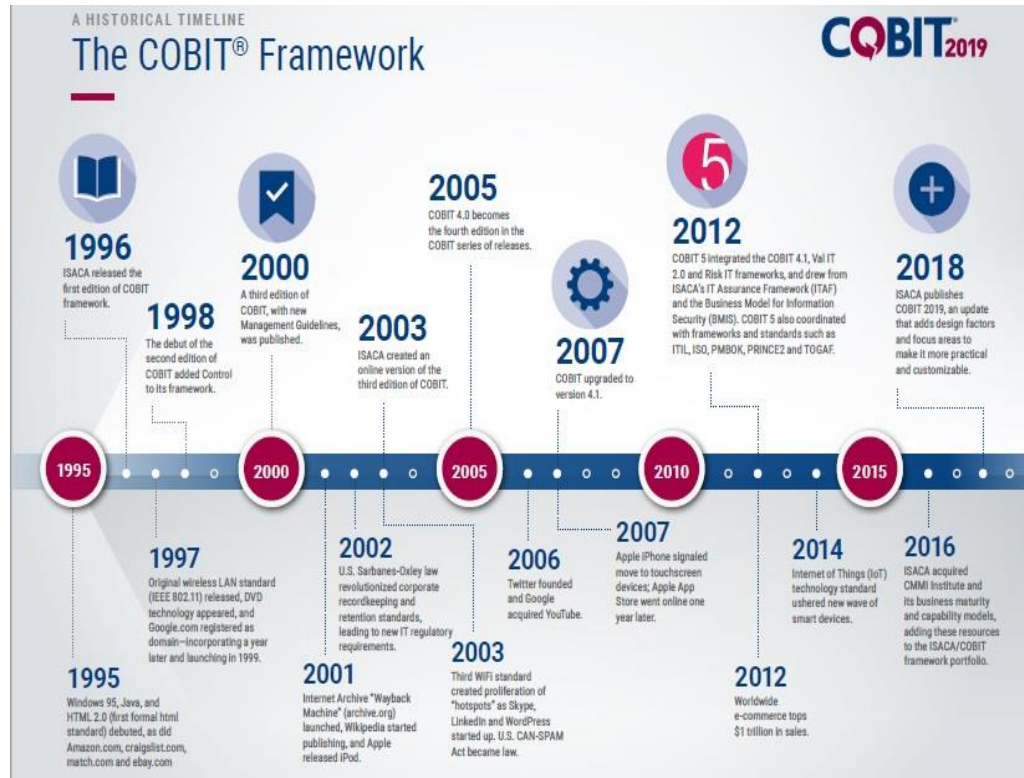 A HISTORICAL TIMELINE
The COBIT® Framework
COBIT® 2019
1996
ISACA released the
first edition of COBIT
framework.
1998
The debut of the
second edition of
COBIT added Control
to its framework.
2000
A third edition of
COBIT, with new
Management Guidelines,
was published.
2003
ISACA created an
online version of the
third edition of COBIT.
2005
COBIT 4.0 becomes
the fourth edition in the
COBIT series of releases.
2007
COBIT upgraded to
version 4.1.
5
2012
COBIT 5 integrated the COBIT 4.1, Val IT
2.0 and Risk IT frameworks, and drew from
ISACA's IT Assurance Framework (ITAF)
and the Business Model for Information
Security (BMIS). COBIT 5 also coordinated
with frameworks and standards such as
ITIL, ISO, PMBOK, PRINCE2 and TOGAF.
2018
ISACA publishes
COBIT 2019, an update
that adds design factors
and focus areas to
make it more practical
and customizable.
1995
2000
2005
2010
2015
1995
Windows 95, Java, and
HTML 2.0 (first formal html
standard) debuted, as did
Amazon.com, craigslist.com,
match.com and ebay.com
1997
Original wireless LAN standard
(IEEE 802.11) released, DVD
technology appeared, and
Google.com registered as
domain—incorporating a year
later and launching in 1999.
2001
Internet Archive "Wayback
Machine" (archive.org)
launched, Wikipedia started
publishing, and Apple
released iPod.
2002
U.S. Sarbanes-Oxley law
revolutionized corporate
recordkeeping and
retention standards,
leading to new IT regulatory
requirements.
2003
Third WiFi standard
created proliferation of
"hotspots" as Skype,
LinkedIn and WordPress
started up. U.S. CAN-SPAM
Act became law.
2006
Twitter founded
and Google
acquired YouTube.
2007
Apple iPhone signaled
move to touchscreen
devices; Apple App
Store went online one
year later.
2012
Worldwide
e-commerce tops
$1 trillion in sales.
2014
Internet of Things (IoT)
technology standard
ushered new wave of
smart devices.
2016
ISACA acquired
CMMI Institute and
its business maturity
and capability models,
adding these resources
to the ISACA/COBIT
framework portfolio.